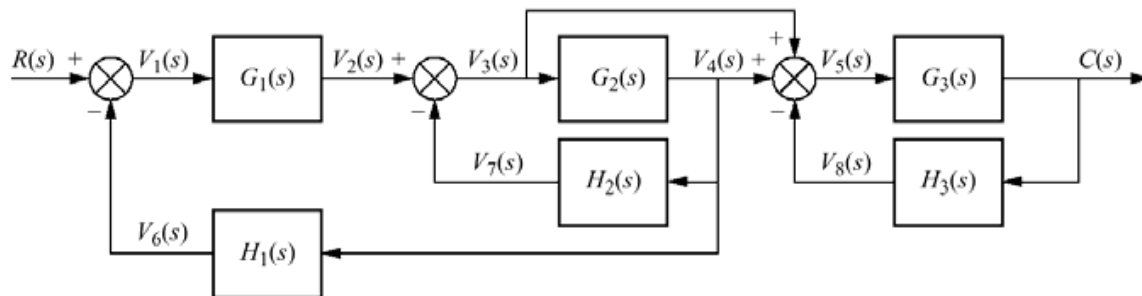 +
R(s) + V1(s) G1(s) V2(s) + V3(s) G2(s) V4(s) + V5(s) G3(s) C(s)
− − −
V7(s) H2(s) V8(s) H3(s)
V6(s) H1(s)